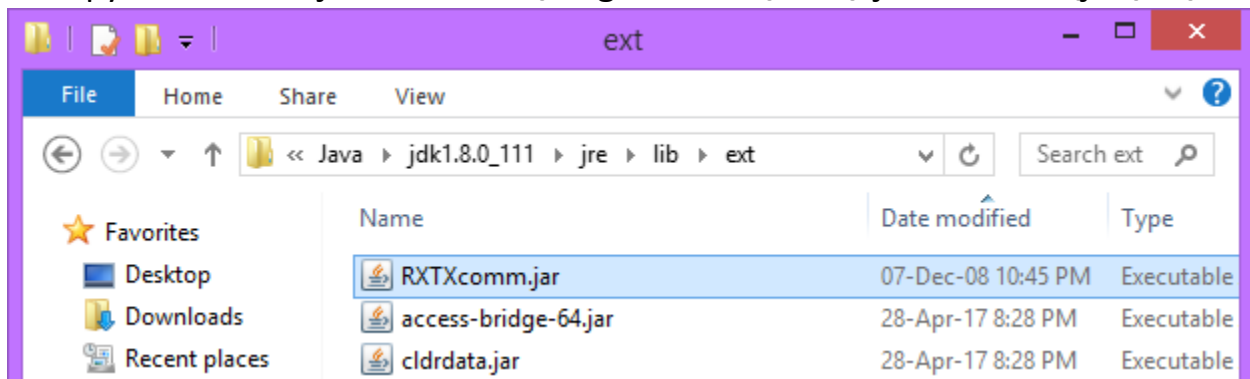 ext
File Home Share View
« Java jdk1.8.0_111 jre lib ext Search ext
Favorites Name Date modified Type
Desktop RXTXcomm.jar 07-Dec-08 10:45 PM Executable
Downloads access-bridge-64.jar 28-Apr-17 8:28 PM Executable
Recent places cldrdata.jar 28-Apr-17 8:28 PM Executable